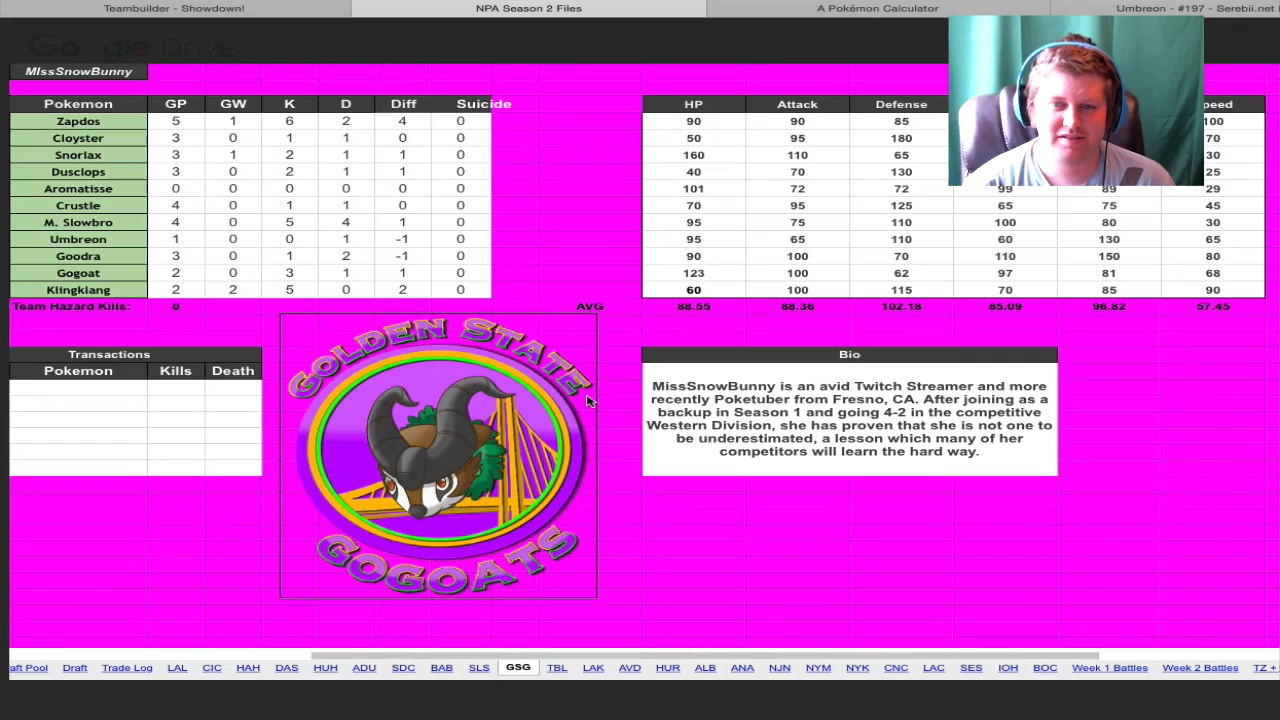 Teambuilder - Showdown! NPA Season 2 Files A Pokémon Calculator Umbreon - #197 - Serebii.net
Google Drive
MIssSnowBunny
Pokemon GP GW K D Diff Suicide HP Attack Defense
Zapdos 5 1 6 2 4 0 90 90 85 100
Cloyster 3 0 1 1 0 0 50 95 180 70
Snorlax 3 1 2 1 1 0 160 110 65 30
Dusclops 3 0 2 1 1 0 40 70 130 25
Aromatisse 0 0 0 0 0 0 101 72 72 99 89 29
Crustle 4 0 1 1 0 0 70 95 125 65 75 45
M. Slowbro 4 0 5 4 1 0 95 75 110 100 80 30
Umbreon 1 0 0 1 -1 0 95 65 110 60 130 65
Goodra 3 0 1 2 -1 0 90 100 70 110 150 80
Gogoat 2 0 3 1 1 0 123 100 62 97 81 68
Klingklang 2 2 5 0 2 0 60 100 115 70 85 90
Team Hazard Kills: 0 AVG 88.55 88.36 102.18 85.09 96.82 57.45
GOLDEN STATE
GOGOATS
Transactions
Pokemon Kills Death
Bio
MissSnowBunny is an avid Twitch Streamer and more
recently Poketuber from Fresno, CA. After joining as a
backup in Season 1 and going 4-2 in the competitive
Western Division, she has proven that she is not one to
be underestimated, a lesson which many of her
competitors will learn the hard way.
aft Pool Draft Trade Log LAL CIC HAH DAS HUH ADU SDC BAB SLS GSG TBL LAK AVD HUR ALB ANA NJN NYM NYK CNC LAC SES IOH BOC Week 1 Battles Week 2 Battles TZ +